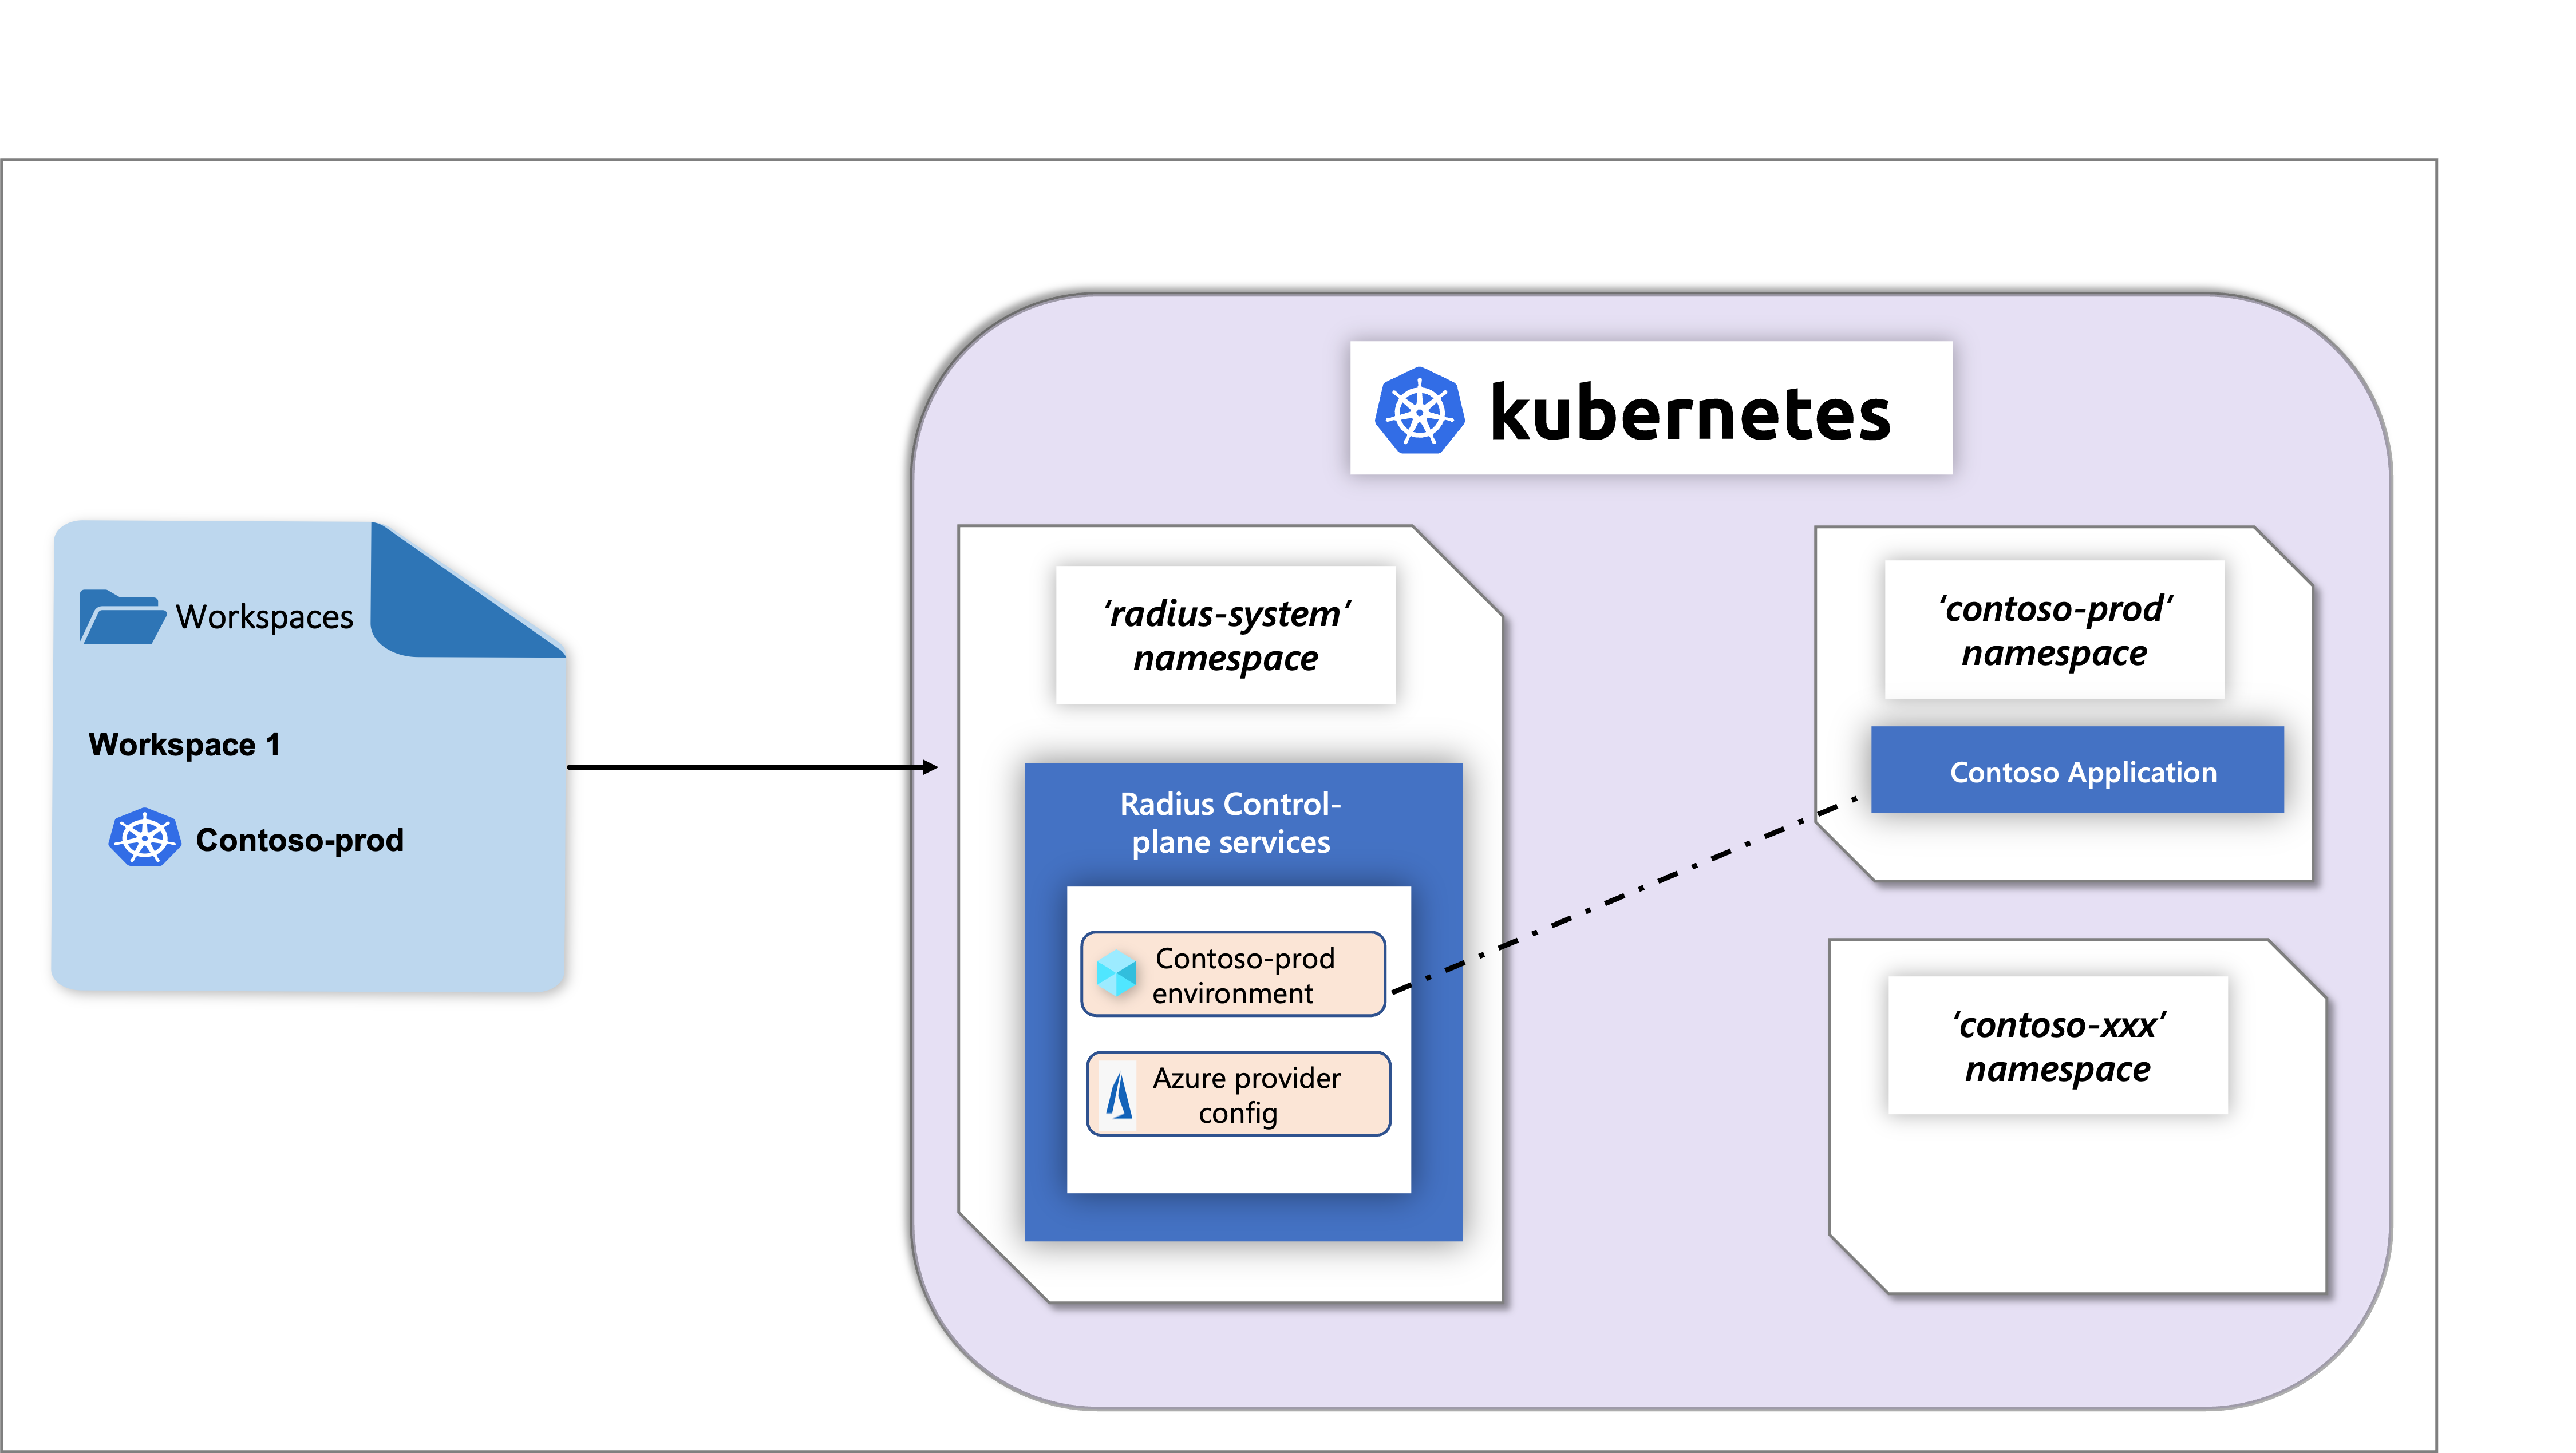 kubernetes
Workspaces
Workspace 1
Contoso-prod
‘radius-system’
namespace
Radius Control-
plane services
Contoso-prod
environment
Azure provider
config
‘contoso-prod’
namespace
Contoso Application
‘contoso-xxx’
namespace